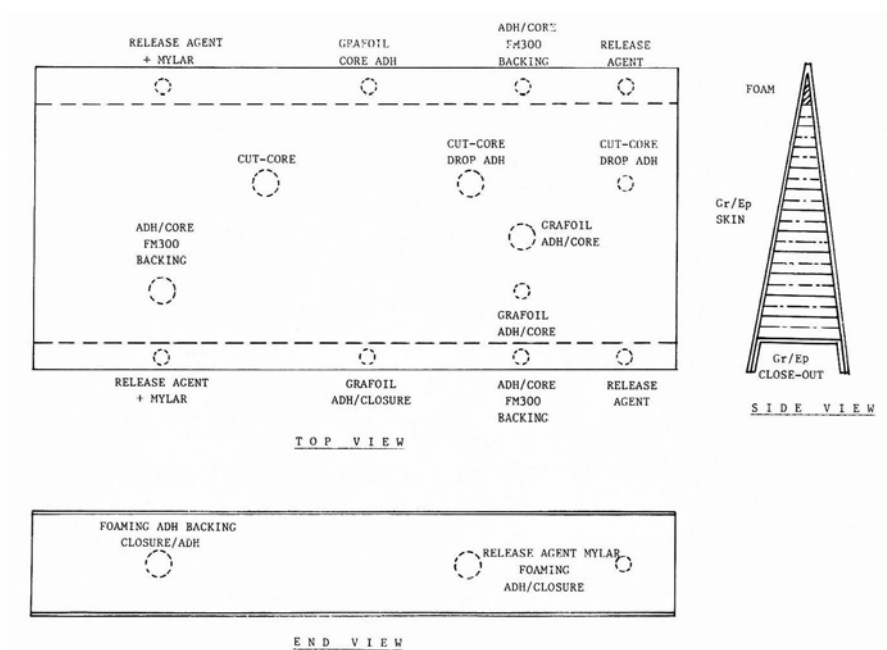 RELEASE AGENT
+ MYLAR
GRAFOIL
CORE ADH
ADH/CORE
FM300
BACKING
RELEASE
AGENT
CUT-CORE
CUT-CORE
DROP ADH
CUT-CORE
DROP ADH
ADH/CORE
FM300
BACKING
GRAFOIL
ADH/CORE
GRAFOIL
ADH/CORE
RELEASE AGENT
+ MYLAR
GRAFOIL
ADH/CLOSURE
ADH/CORE
FM300
BACKING
RELEASE
AGENT
TOP VIEW
FOAM
Gr/Ep
SKIN
Gr/Ep
CLOSE-OUT
SIDE VIEW
FOAMING ADH BACKING
CLOSURE/ADH
RELEASE AGENT MYLAR
FOAMING
ADH/CLOSURE
END VIEW